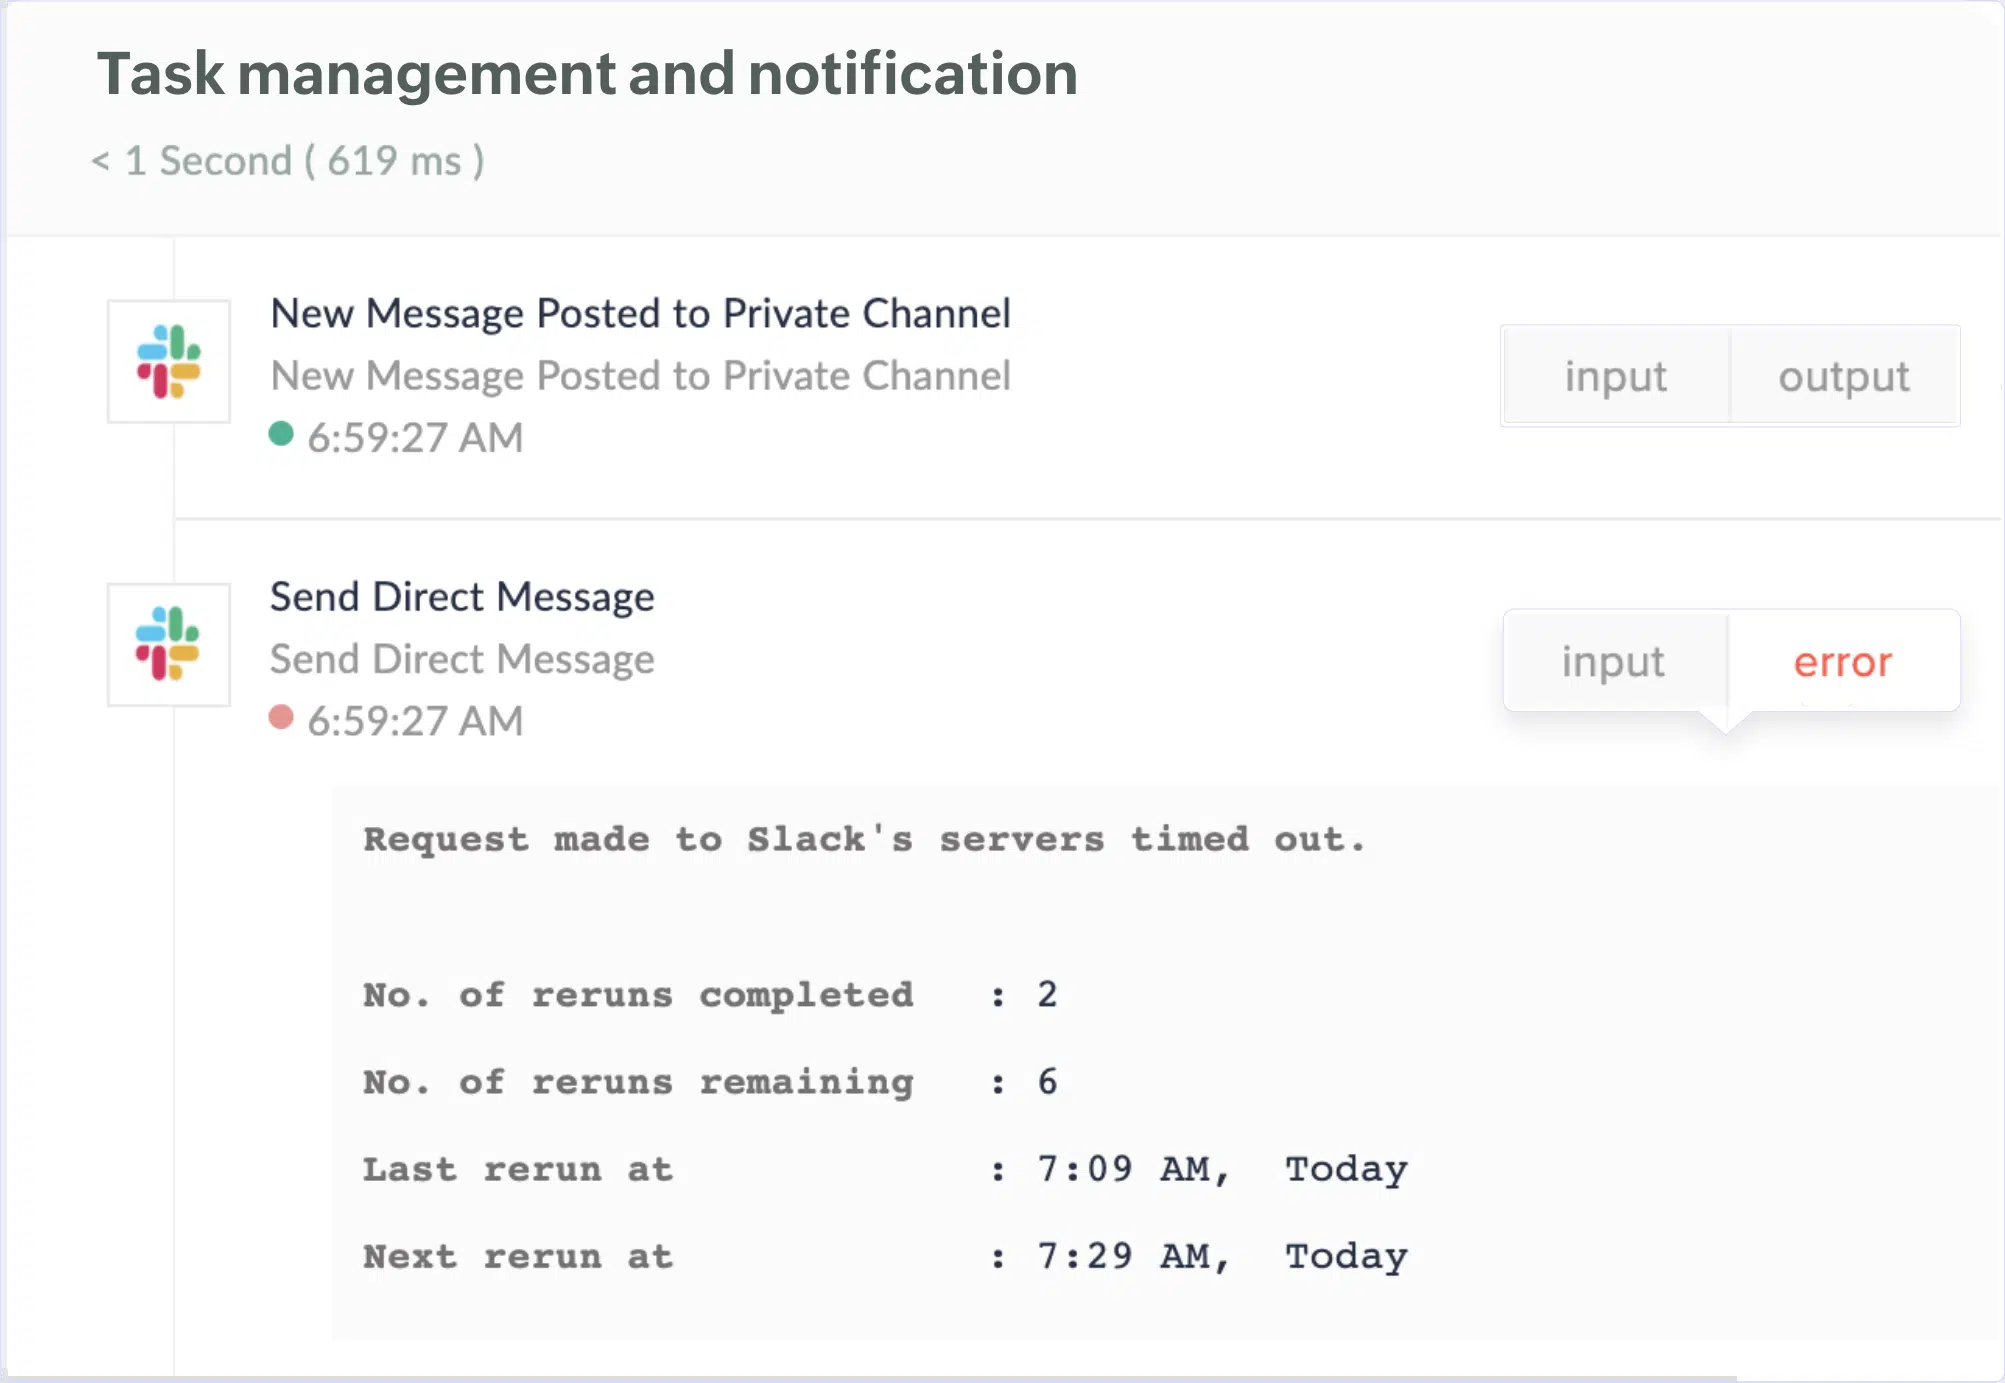 Task management and notification
< 1 Second ( 619 ms )
New Message Posted to Private Channel
New Message Posted to Private Channel
6:59:27 AM
input output
Send Direct Message
Send Direct Message
6:59:27 AM
input error
Request made to Slack's servers timed out.
No. of reruns completed : 2
No. of reruns remaining : 6
Last rerun at : 7:09 AM, Today
Next rerun at : 7:29 AM, Today